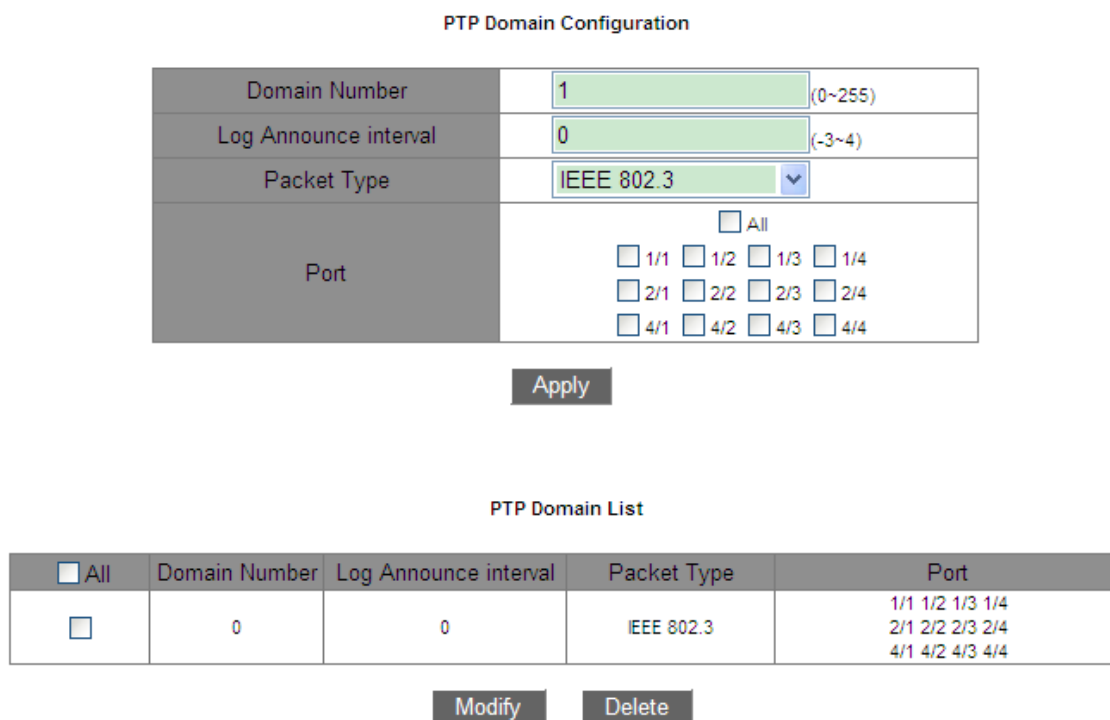 PTP Domain Configuration
Domain Number 1 (0~255)
Log Announce interval 0 (-3~4)
Packet Type IEEE 802.3
Port
All
1/1 1/2 1/3 1/4
2/1 2/2 2/3 2/4
4/1 4/2 4/3 4/4
Apply
PTP Domain List
All Domain Number Log Announce interval Packet Type Port
0 0 IEEE 802.3
1/1 1/2 1/3 1/4
2/1 2/2 2/3 2/4
4/1 4/2 4/3 4/4
Modify Delete